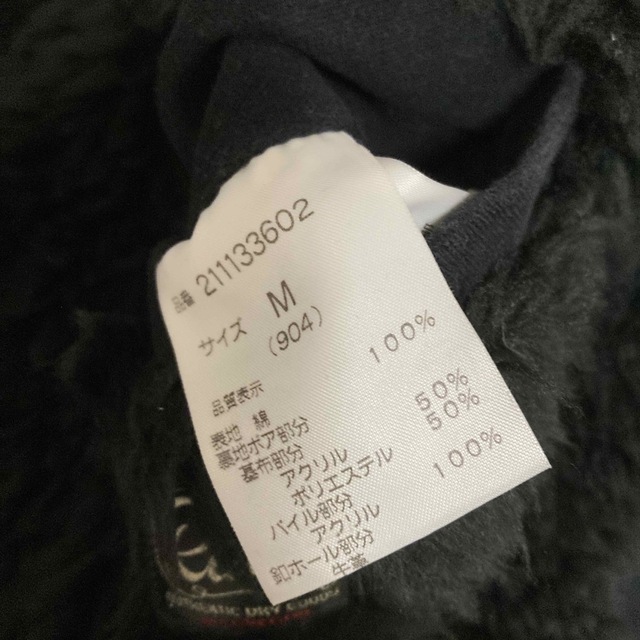 品番 211133602
サイズ M
(904)
品質表示
表地 綿 100%
裏地ボア部分
基布部分
アクリル 50%
ポリエステル 50%
パイル部分
アクリル 100%
釦ホール部分
牛革
DRY GOODS